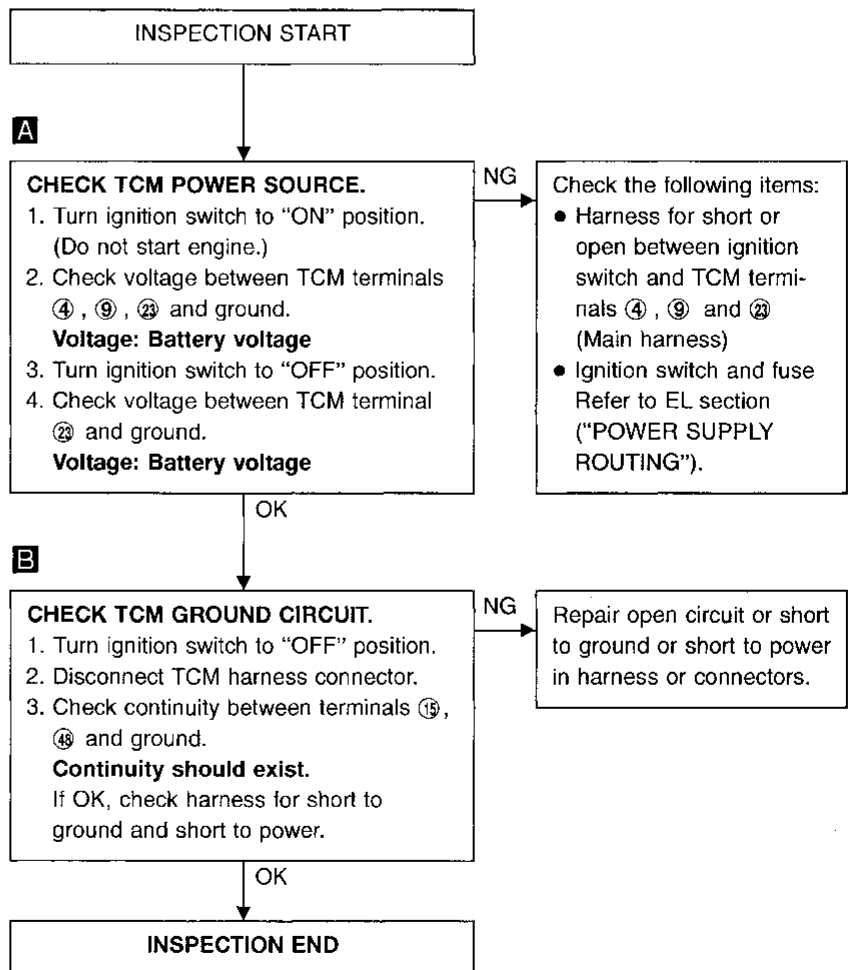 INSPECTION START
A
CHECK TCM POWER SOURCE.
1. Turn ignition switch to “ON” position.
(Do not start engine.)
2. Check voltage between TCM terminals
④, ⑨, ㉓ and ground.
Voltage: Battery voltage
3. Turn ignition switch to “OFF” position.
4. Check voltage between TCM terminal
㉓ and ground.
Voltage: Battery voltage
NG
Check the following items:
● Harness for short or
open between ignition
switch and TCM termi-
nals ④, ⑨ and ㉓
(Main harness)
● Ignition switch and fuse
Refer to EL section
(“POWER SUPPLY
ROUTING”).
OK
B
CHECK TCM GROUND CIRCUIT.
1. Turn ignition switch to “OFF” position.
2. Disconnect TCM harness connector.
3. Check continuity between terminals ⑮,
㊽ and ground.
Continuity should exist.
If OK, check harness for short to
ground and short to power.
NG
Repair open circuit or short
to ground or short to power
in harness or connectors.
OK
INSPECTION END